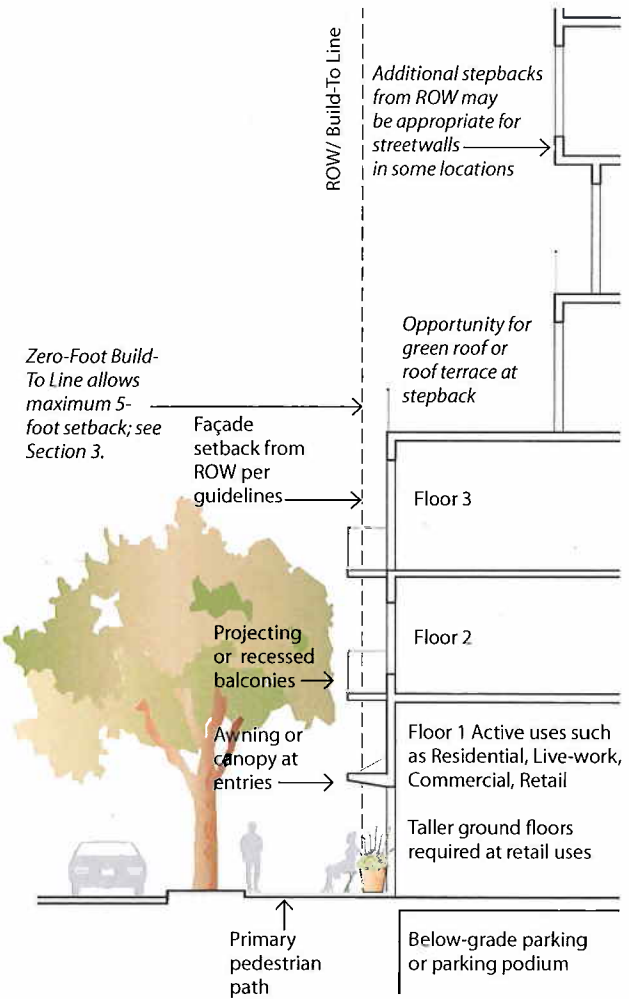 ROW/ Build-To Line
Additional stepbacks
from ROW may
be appropriate for
streetwalls
in some locations
Opportunity for
green roof or
roof terrace at
stepback
Zero-Foot Build-
To Line allows
maximum 5-
foot setback; see
Section 3.
Façade
setback from
ROW per
guidelines
Floor 3
Projecting
or recessed
balconies
Floor 2
Awning or
canopy at
entries
Floor 1 Active uses such
as Residential, Live-work,
Commercial, Retail
Taller ground floors
required at retail uses
Primary
pedestrian
path
Below-grade parking
or parking podium